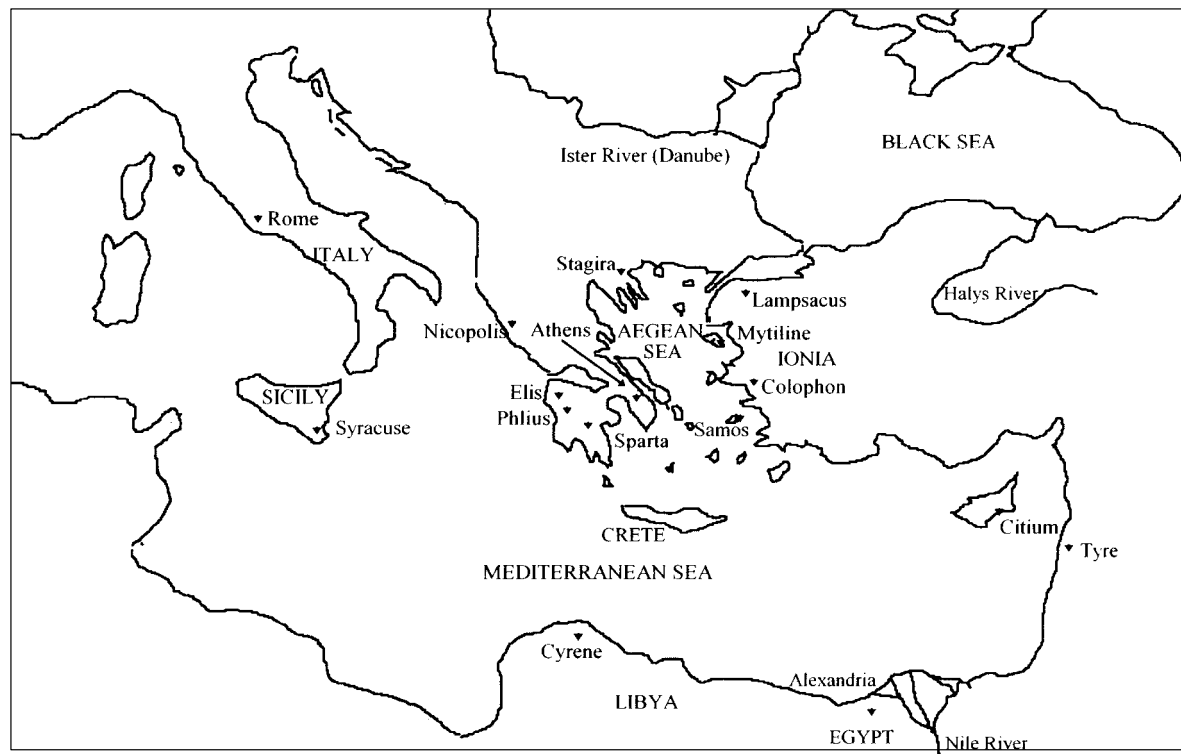 BLACK SEA
Ister River (Danube)
Rome
ITALY
Stagira
Lampsacus
Halys River
Nicopolis
Athens
AEGEAN
SEA
Mytiline
IONIA
Colophon
SICILY
Elis
Phlius
Syracuse
Sparta
Samos
CRETE
Citium
Tyre
MEDITERRANEAN SEA
Cyrene
Alexandria
LIBYA
EGYPT
Nile River